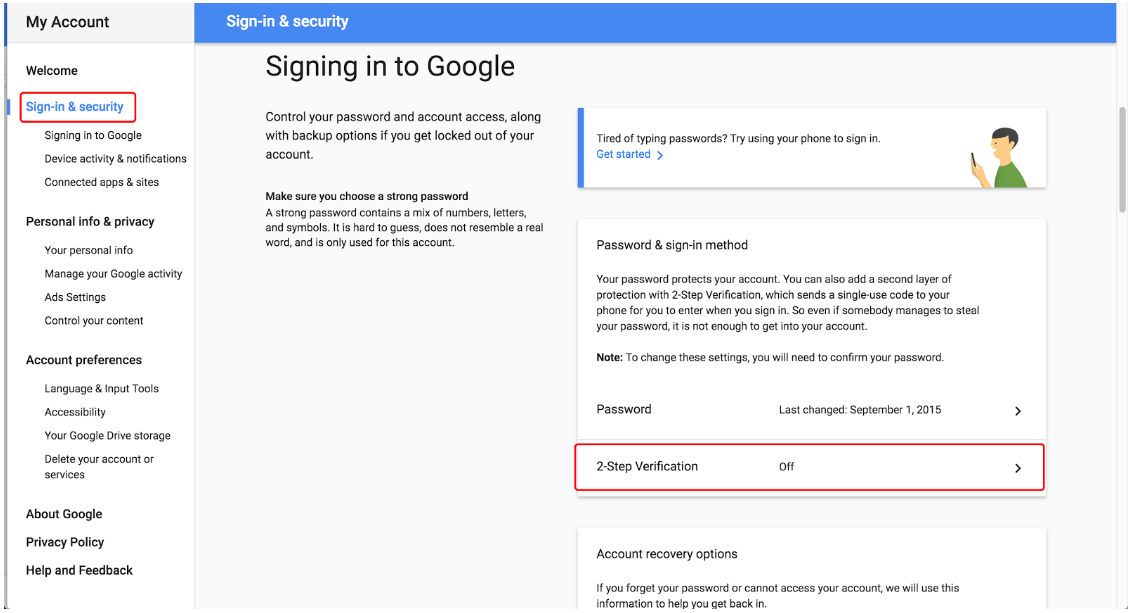 My Account
Sign-in & security
Welcome
Sign-in & security
Signing in to Google
Device activity & notifications
Connected apps & sites
Personal info & privacy
Your personal info
Manage your Google activity
Ads Settings
Control your content
Account preferences
Language & Input Tools
Accessibility
Your Google Drive storage
Delete your account or
services
About Google
Privacy Policy
Help and Feedback
Signing in to Google
Control your password and account access, along
with backup options if you get locked out of your
account.
Make sure you choose a strong password
A strong password contains a mix of numbers, letters,
and symbols. It is hard to guess, does not resemble a real
word, and is only used for this account.
Tired of typing passwords? Try using your phone to sign in.
Get started
Password & sign-in method
Your password protects your account. You can also add a second layer of
protection with 2-Step Verification, which sends a single-use code to your
phone for you to enter when you sign in. So even if somebody manages to steal
your password, it is not enough to get into your account.
Note: To change these settings, you will need to confirm your password.
Password Last changed: September 1, 2015
2-Step Verification Off
Account recovery options
If you forget your password or cannot access your account, we will use this
information to help you get back in.